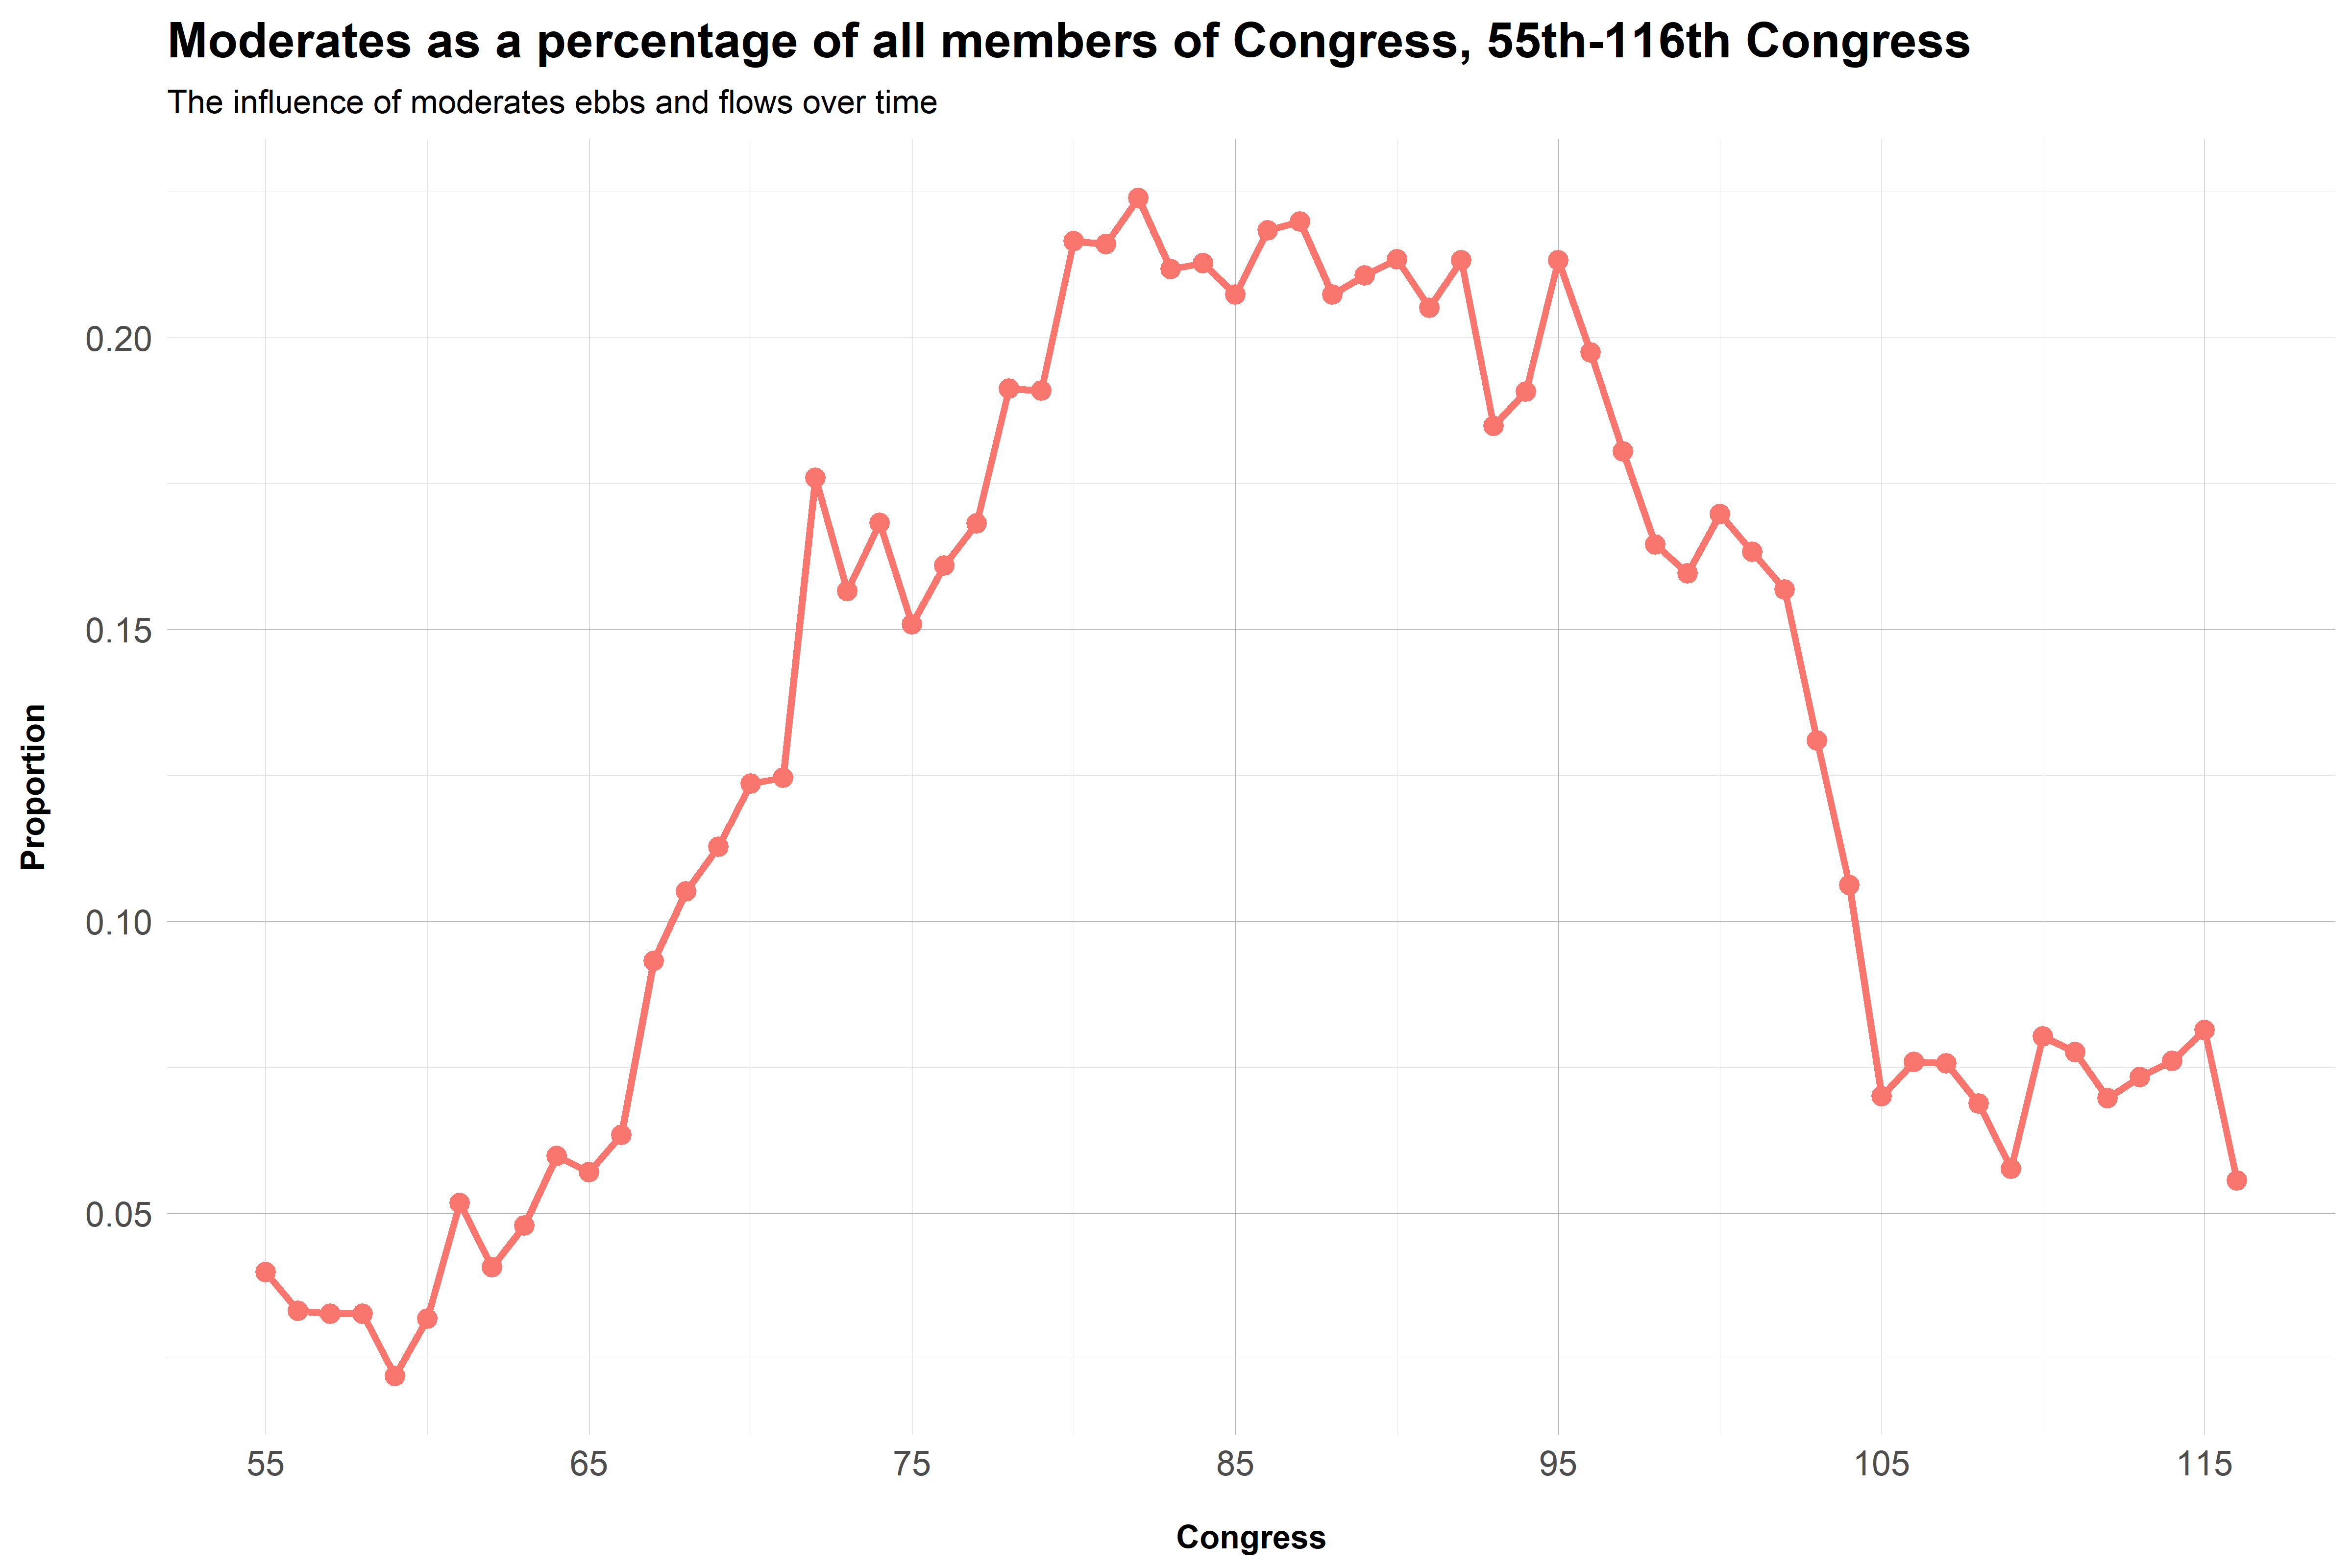 Moderates as a percentage of all members of Congress, 55th-116th Congress
The influence of moderates ebbs and flows over time
Proportion
0.20
0.15
0.10
0.05
55 65 75 85 95 105 115
Congress